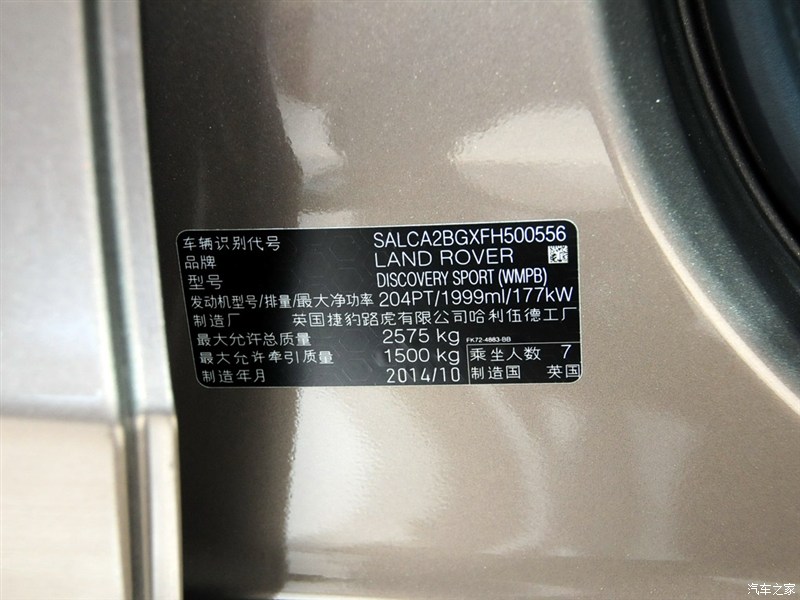 车辆识别代号 SALCA2BGXFH500556
品牌 LAND ROVER
型号 DISCOVERY SPORT (WMPB)
发动机型号/排量/最大净功率 204PT/1999ml/177kW
制造厂 英国捷豹路虎有限公司哈利伍德工厂
最大允许总质量 2575 kg FK72-4883-BB
最大允许牵引质量 1500 kg 乘坐人数 7
制造年月 2014/10 制造国 英国
汽车之家